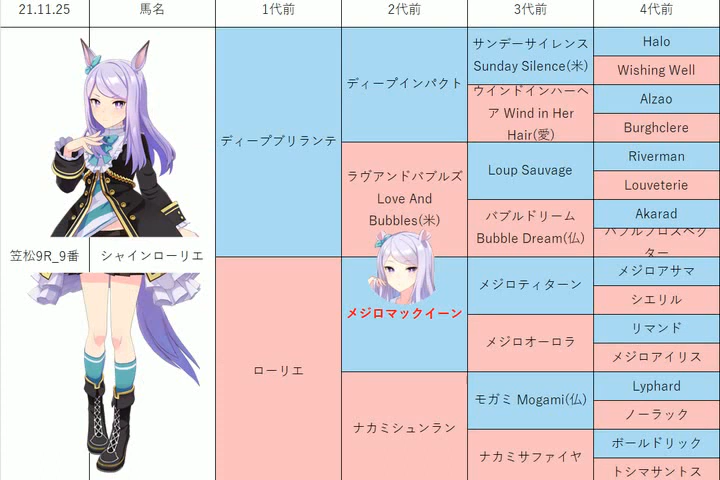 21.11.25 馬名 1代前 2代前 3代前 4代前
笠松9R_9番 シャインローリエ
ディープブリランテ
ローリエ
ディープインパクト
ラヴアンドバブルズ
Love And
Bubbles(米)
メジロマックイーン
ナカミシュンラン
サンデーサイレンス
Sunday Silence(米)
ウインドインハーヘ
ア Wind in Her
Hair(愛)
Loup Sauvage
バブルドリーム
Bubble Dream(仏)
メジロティターン
メジロオーロラ
モガミ Mogami(仏)
ナカミサファイヤ
Halo
Wishing Well
Alzao
Burghclere
Riverman
Louveterie
Akarad
バブルプロスペク
ター
メジロアサマ
シエリル
リマンド
メジロアイリス
Lyphard
ノーラック
ボールドリック
トシマサントス